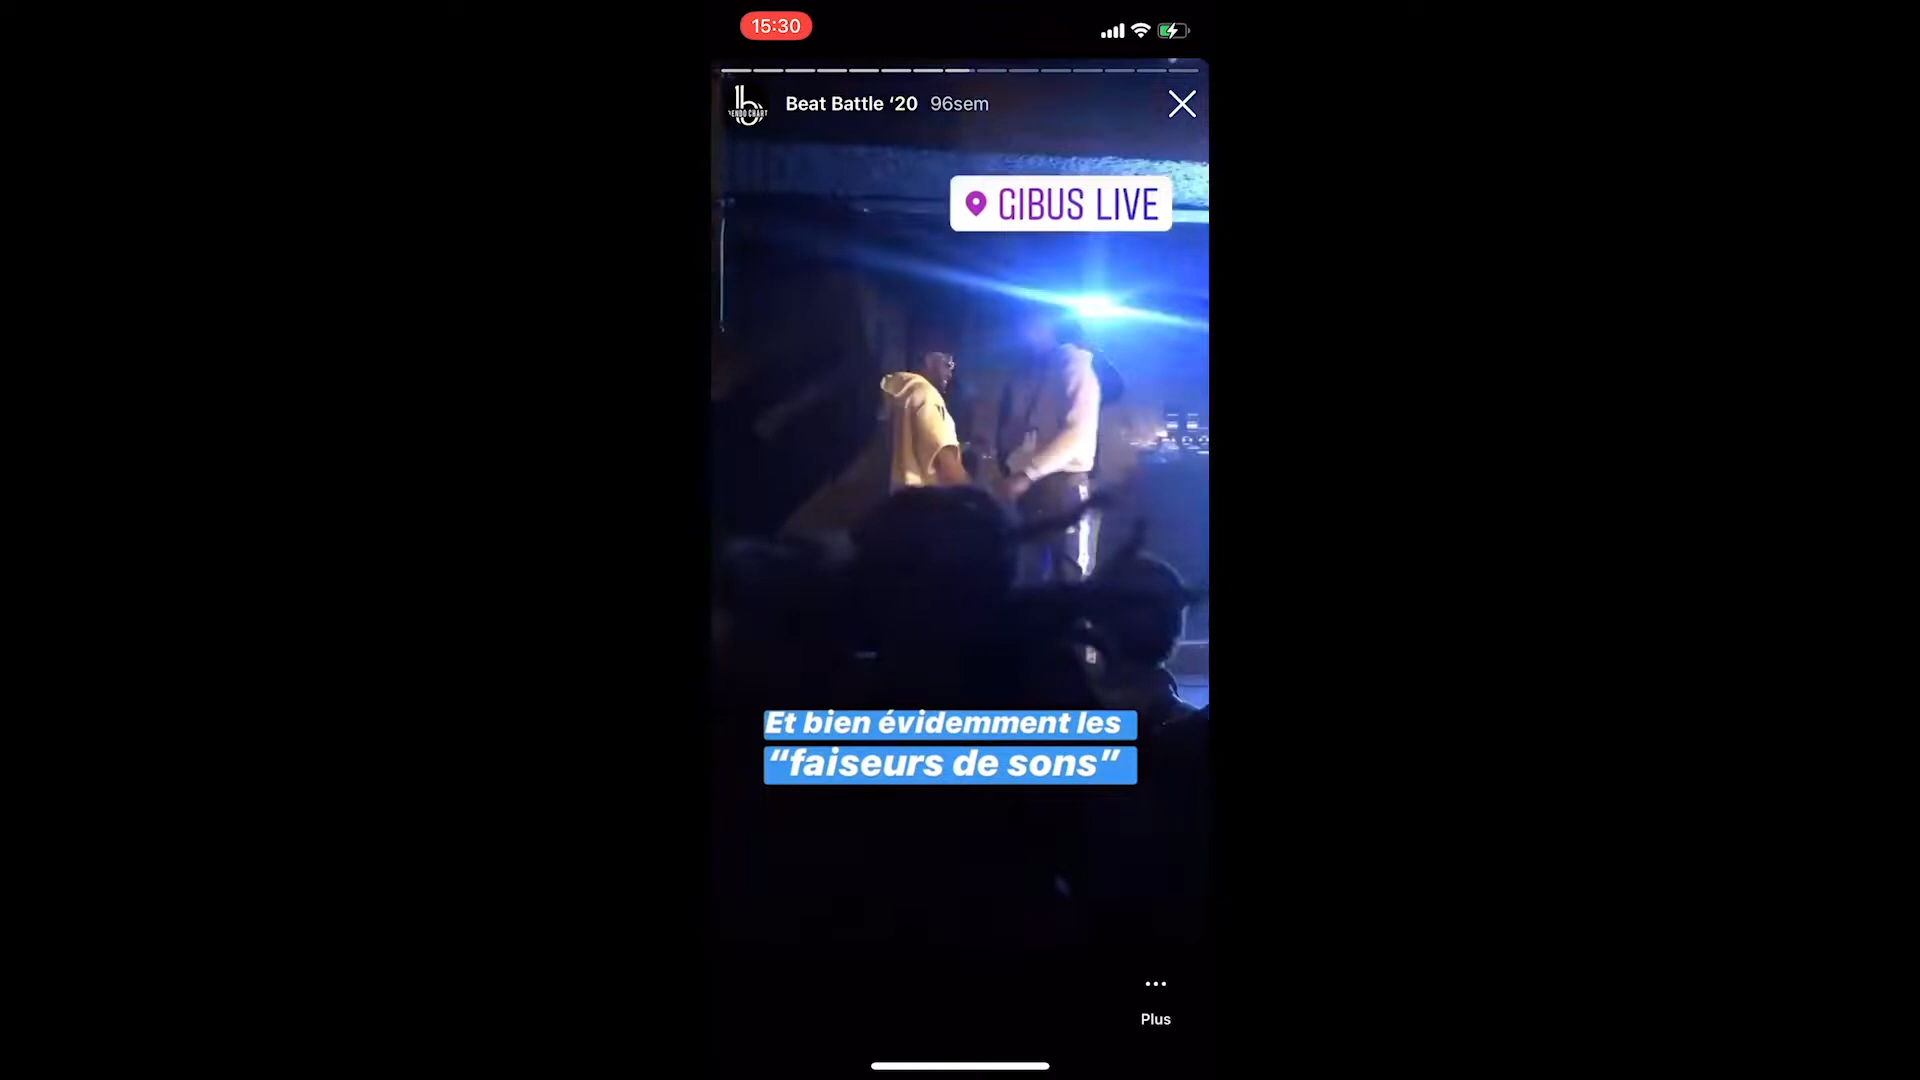 15:30
Beat Battle ‘20 96sem
GIBUS LIVE
Et bien évidemment les
“faiseurs de sons”
Plus